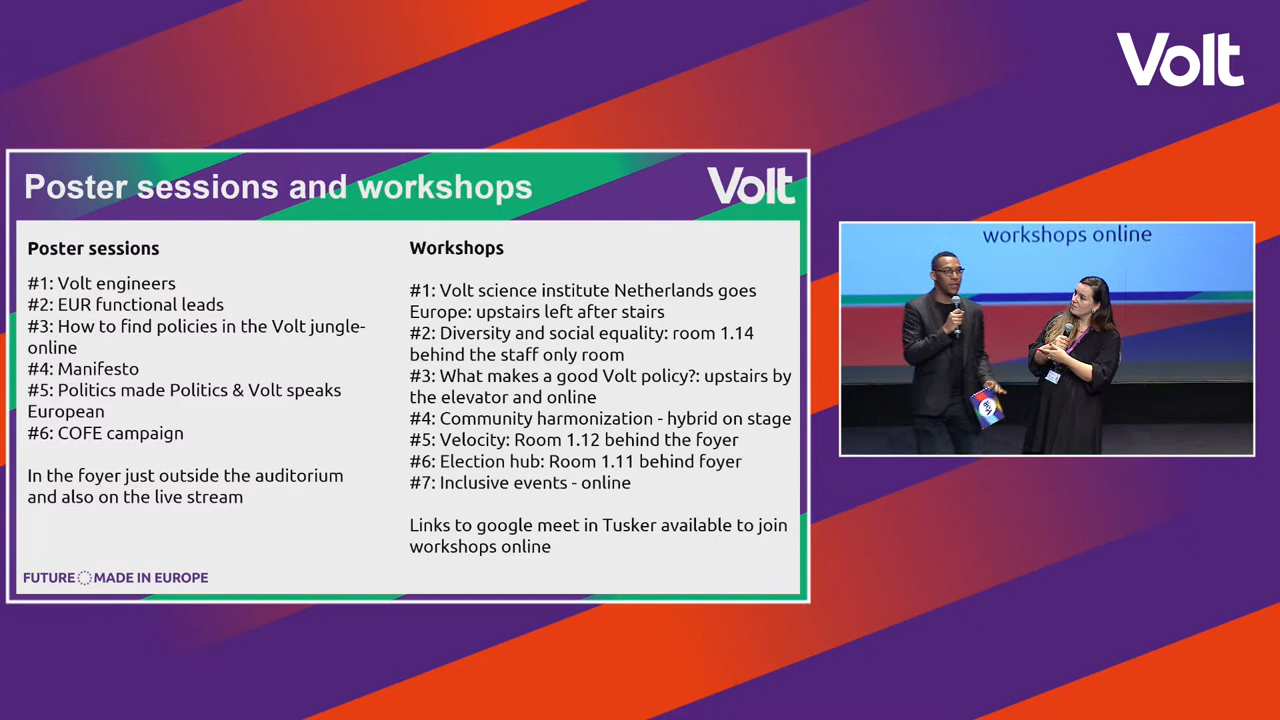 Volt
Poster sessions and workshops
Volt
Poster sessions
#1: Volt engineers
#2: EUR functional leads
#3: How to find policies in the Volt jungle-
online
#4: Manifesto
#5: Politics made Politics & Volt speaks
European
#6: COFE campaign
In the foyer just outside the auditorium
and also on the live stream
Workshops
#1: Volt science institute Netherlands goes
Europe: upstairs left after stairs
#2: Diversity and social equality: room 1.14
behind the staff only room
#3: What makes a good Volt policy?: upstairs by
the elevator and online
#4: Community harmonization - hybrid on stage
#5: Velocity: Room 1.12 behind the foyer
#6: Election hub: Room 1.11 behind foyer
#7: Inclusive events - online
Links to google meet in Tusker available to join
workshops online
FUTURE MADE IN EUROPE
workshops online
Volt